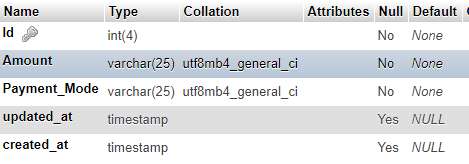 Name Type Collation Attributes Null Default
Id int(4) No None
Amount varchar(25) utf8mb4_general_ci No None
Payment_Mode varchar(25) utf8mb4_general_ci No None
updated_at timestamp Yes NULL
created_at timestamp Yes NULL